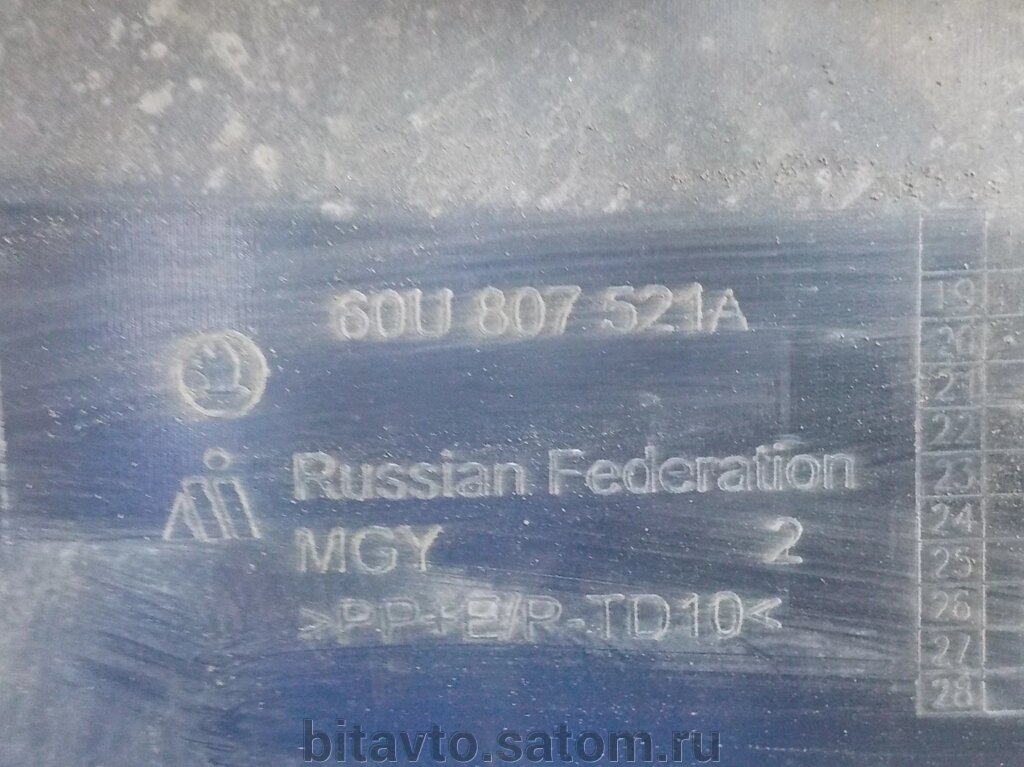 60U 807 521A
Russian Federation
MGY 2
>PP+E/P-TD10<
19
20
21
22
23
24
25
26
27
28
bitavto.satom.ru